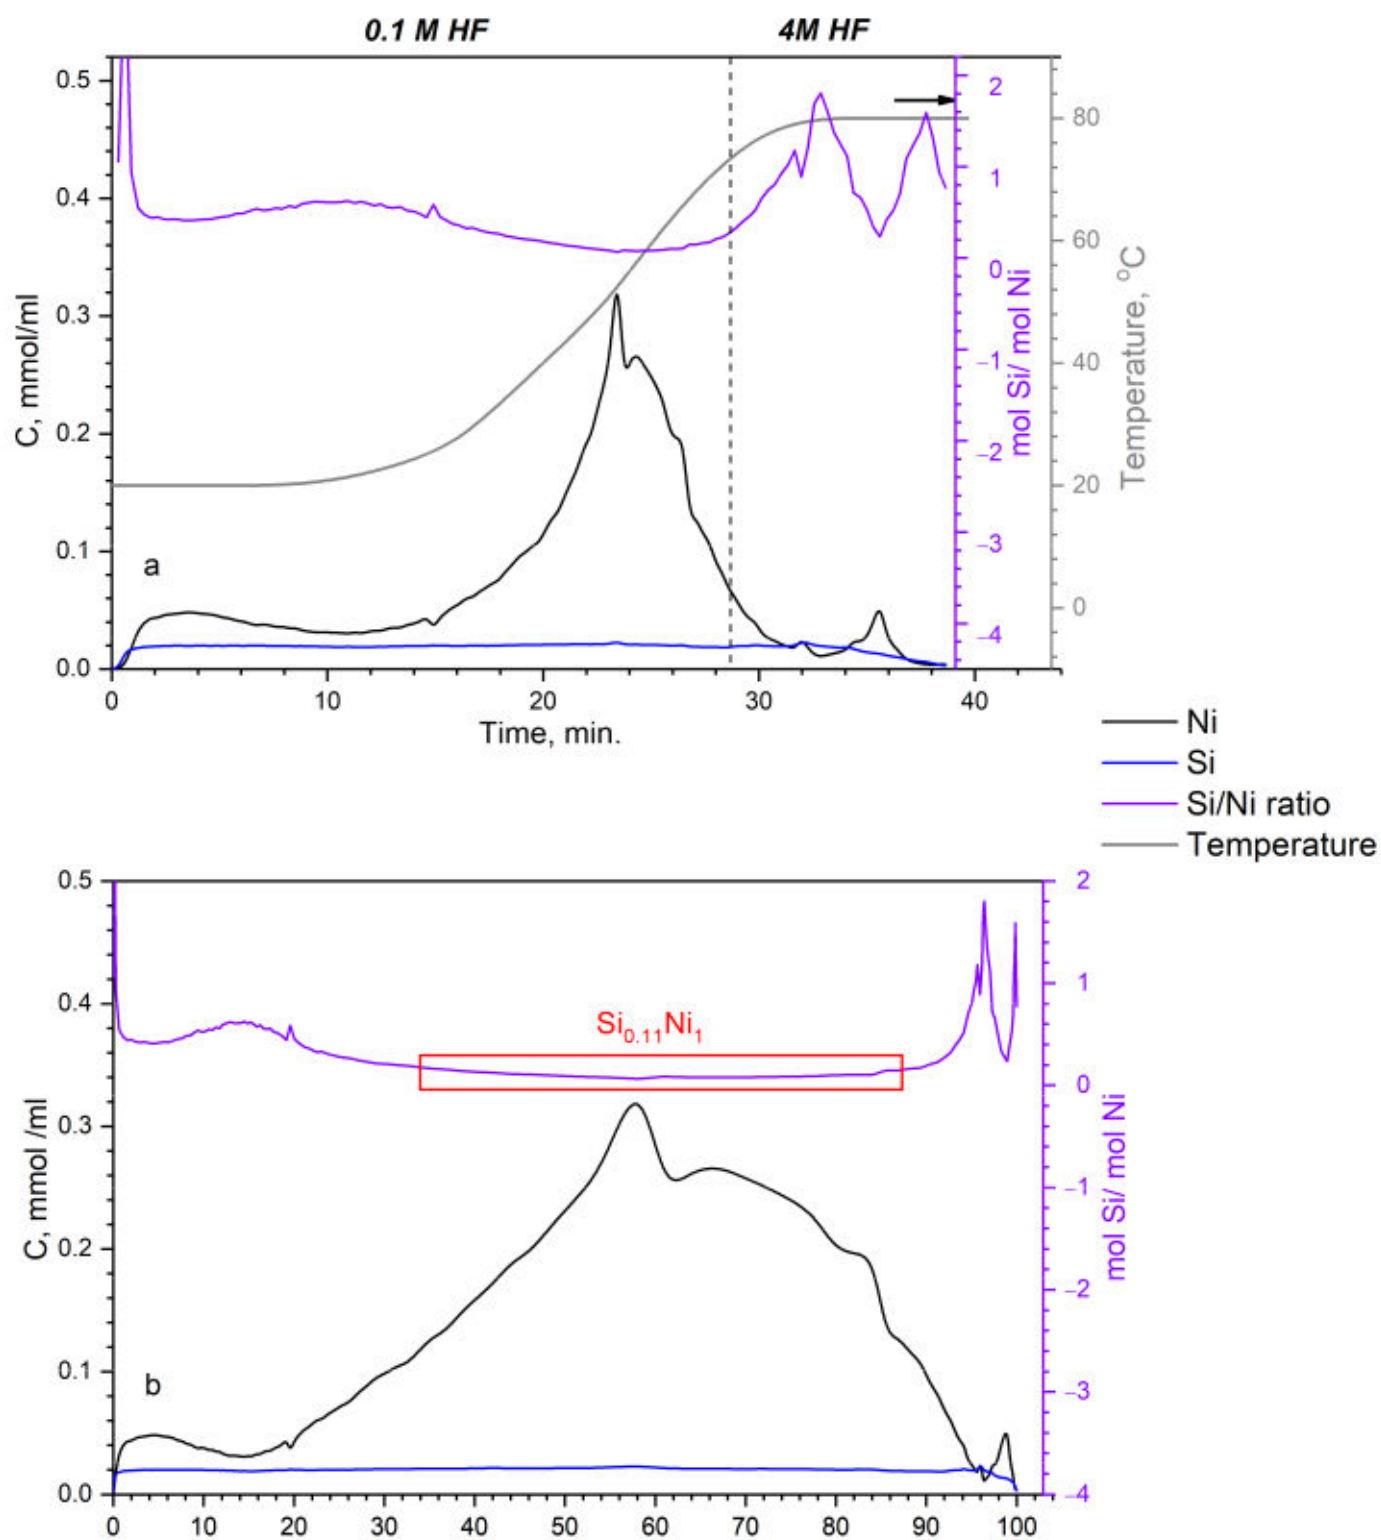 0.1 M HF 4M HF
0.5
0.4
0.3
0.2
0.1
0.0
C, mmol/ml
a
2
1
0
−1
−2
−3
−4
mol Si/ mol Ni
80
60
40
20
0
Temperature, °C
0 10 20 30 40
Time, min.
Ni
Si
Si/Ni ratio
Temperature
0.5
0.4
0.3
0.2
0.1
0.0
C, mmol /ml
Si0.11Ni1
b
2
1
0
−1
−2
−3
−4
mol Si/ mol Ni
0 10 20 30 40 50 60 70 80 90 100